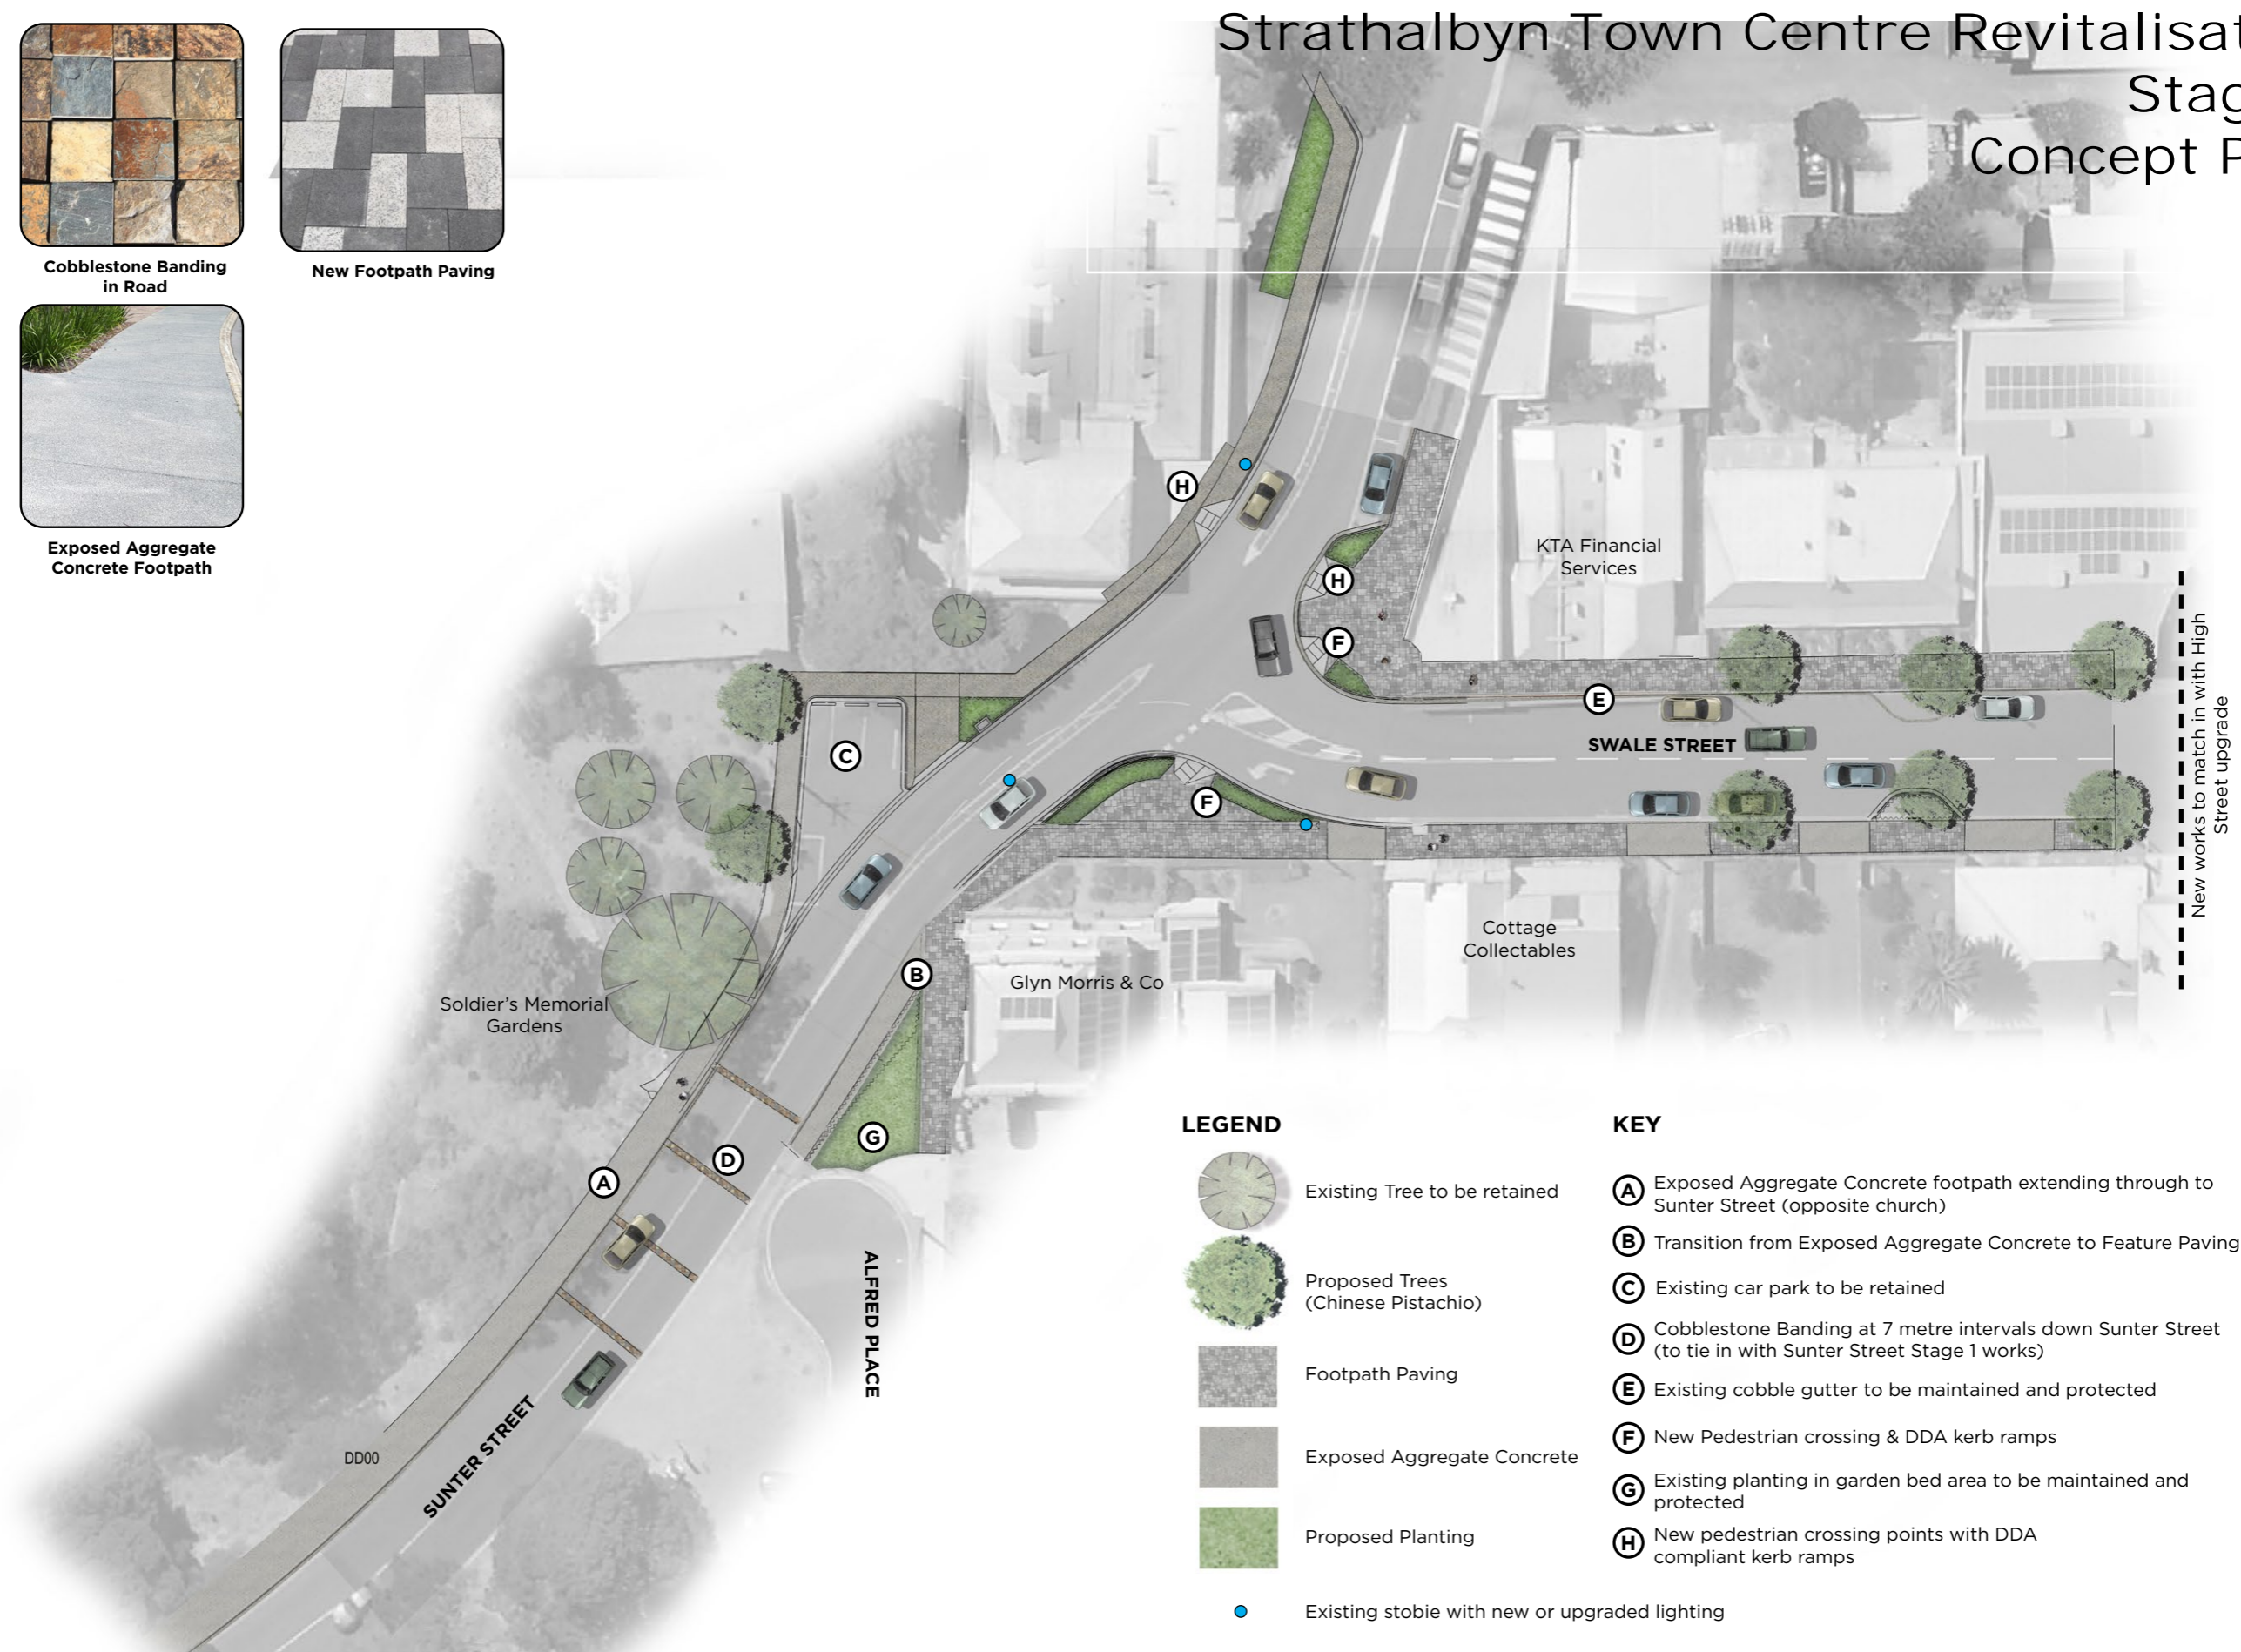 Strathalbyn Town Centre Revitalisat
Stag
Concept P
Cobblestone Banding
in Road
New Footpath Paving
Exposed Aggregate
Concrete Footpath
H
H
F
KTA Financial
Services
E
SWALE STREET
C
F
New works to match in with High
Street upgrade
Cottage
Collectables
B
Glyn Morris & Co
Soldier's Memorial
Gardens
G
D
A
ALFRED PLACE
SUNTER STREET
DD00
LEGEND
Existing Tree to be retained
Proposed Trees
(Chinese Pistachio)
Footpath Paving
Exposed Aggregate Concrete
Proposed Planting
Existing stobie with new or upgraded lighting
KEY
A Exposed Aggregate Concrete footpath extending through to
Sunter Street (opposite church)
B Transition from Exposed Aggregate Concrete to Feature Paving
C Existing car park to be retained
D Cobblestone Banding at 7 metre intervals down Sunter Street
(to tie in with Sunter Street Stage 1 works)
E Existing cobble gutter to be maintained and protected
F New Pedestrian crossing & DDA kerb ramps
G Existing planting in garden bed area to be maintained and
protected
H New pedestrian crossing points with DDA
compliant kerb ramps